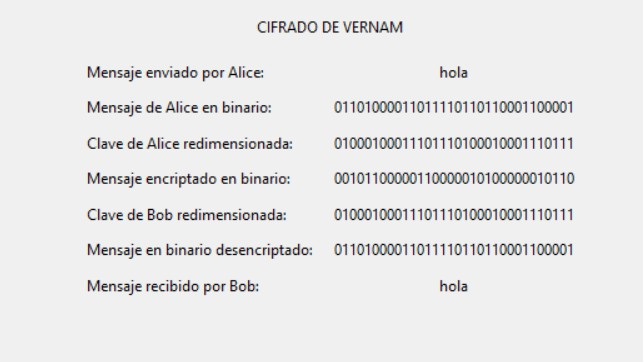 CIFRADO DE VERNAM
Mensaje enviado por Alice: hola
Mensaje de Alice en binario: 01101000011011110110110001100001
Clave de Alice redimensionada: 01000100011101110100010001110111
Mensaje encriptado en binario: 00101100000110000010100000010110
Clave de Bob redimensionada: 01000100011101110100010001110111
Mensaje en binario desencriptado: 01101000011011110110110001100001
Mensaje recibido por Bob: hola